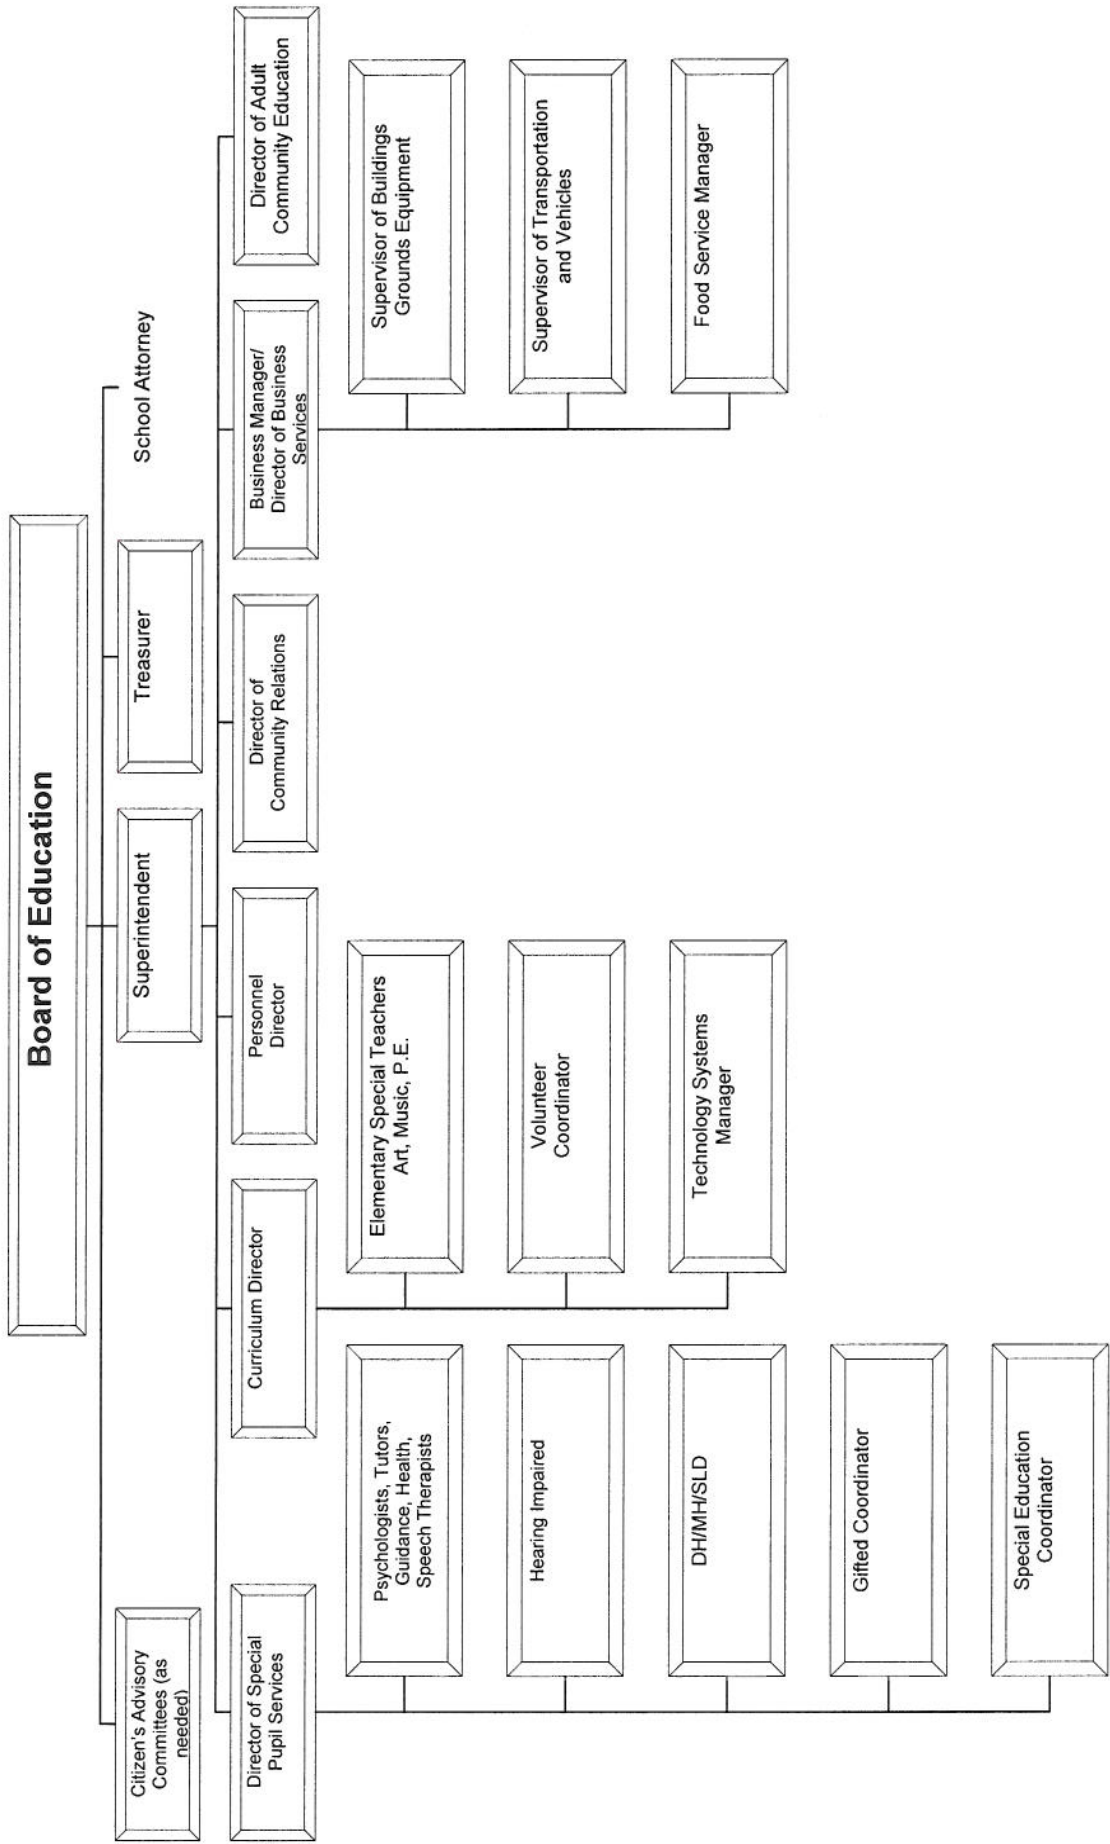 Board of Education
Citizen's Advisory
Committees (as
needed)
Superintendent
Treasurer
School Attorney
Director of Special
Pupil Services
Curriculum Director
Personnel
Director
Director of
Community Relations
Business Manager/
Director of Business
Services
Director of Adult
Community Education
Psychologists, Tutors,
Guidance, Health,
Speech Therapists
Hearing Impaired
DH/MH/SLD
Gifted Coordinator
Special Education
Coordinator
Elementary Special Teachers
Art, Music, P.E.
Volunteer
Coordinator
Technology Systems
Manager
Supervisor of Buildings
Grounds Equipment
Supervisor of Transportation
and Vehicles
Food Service Manager